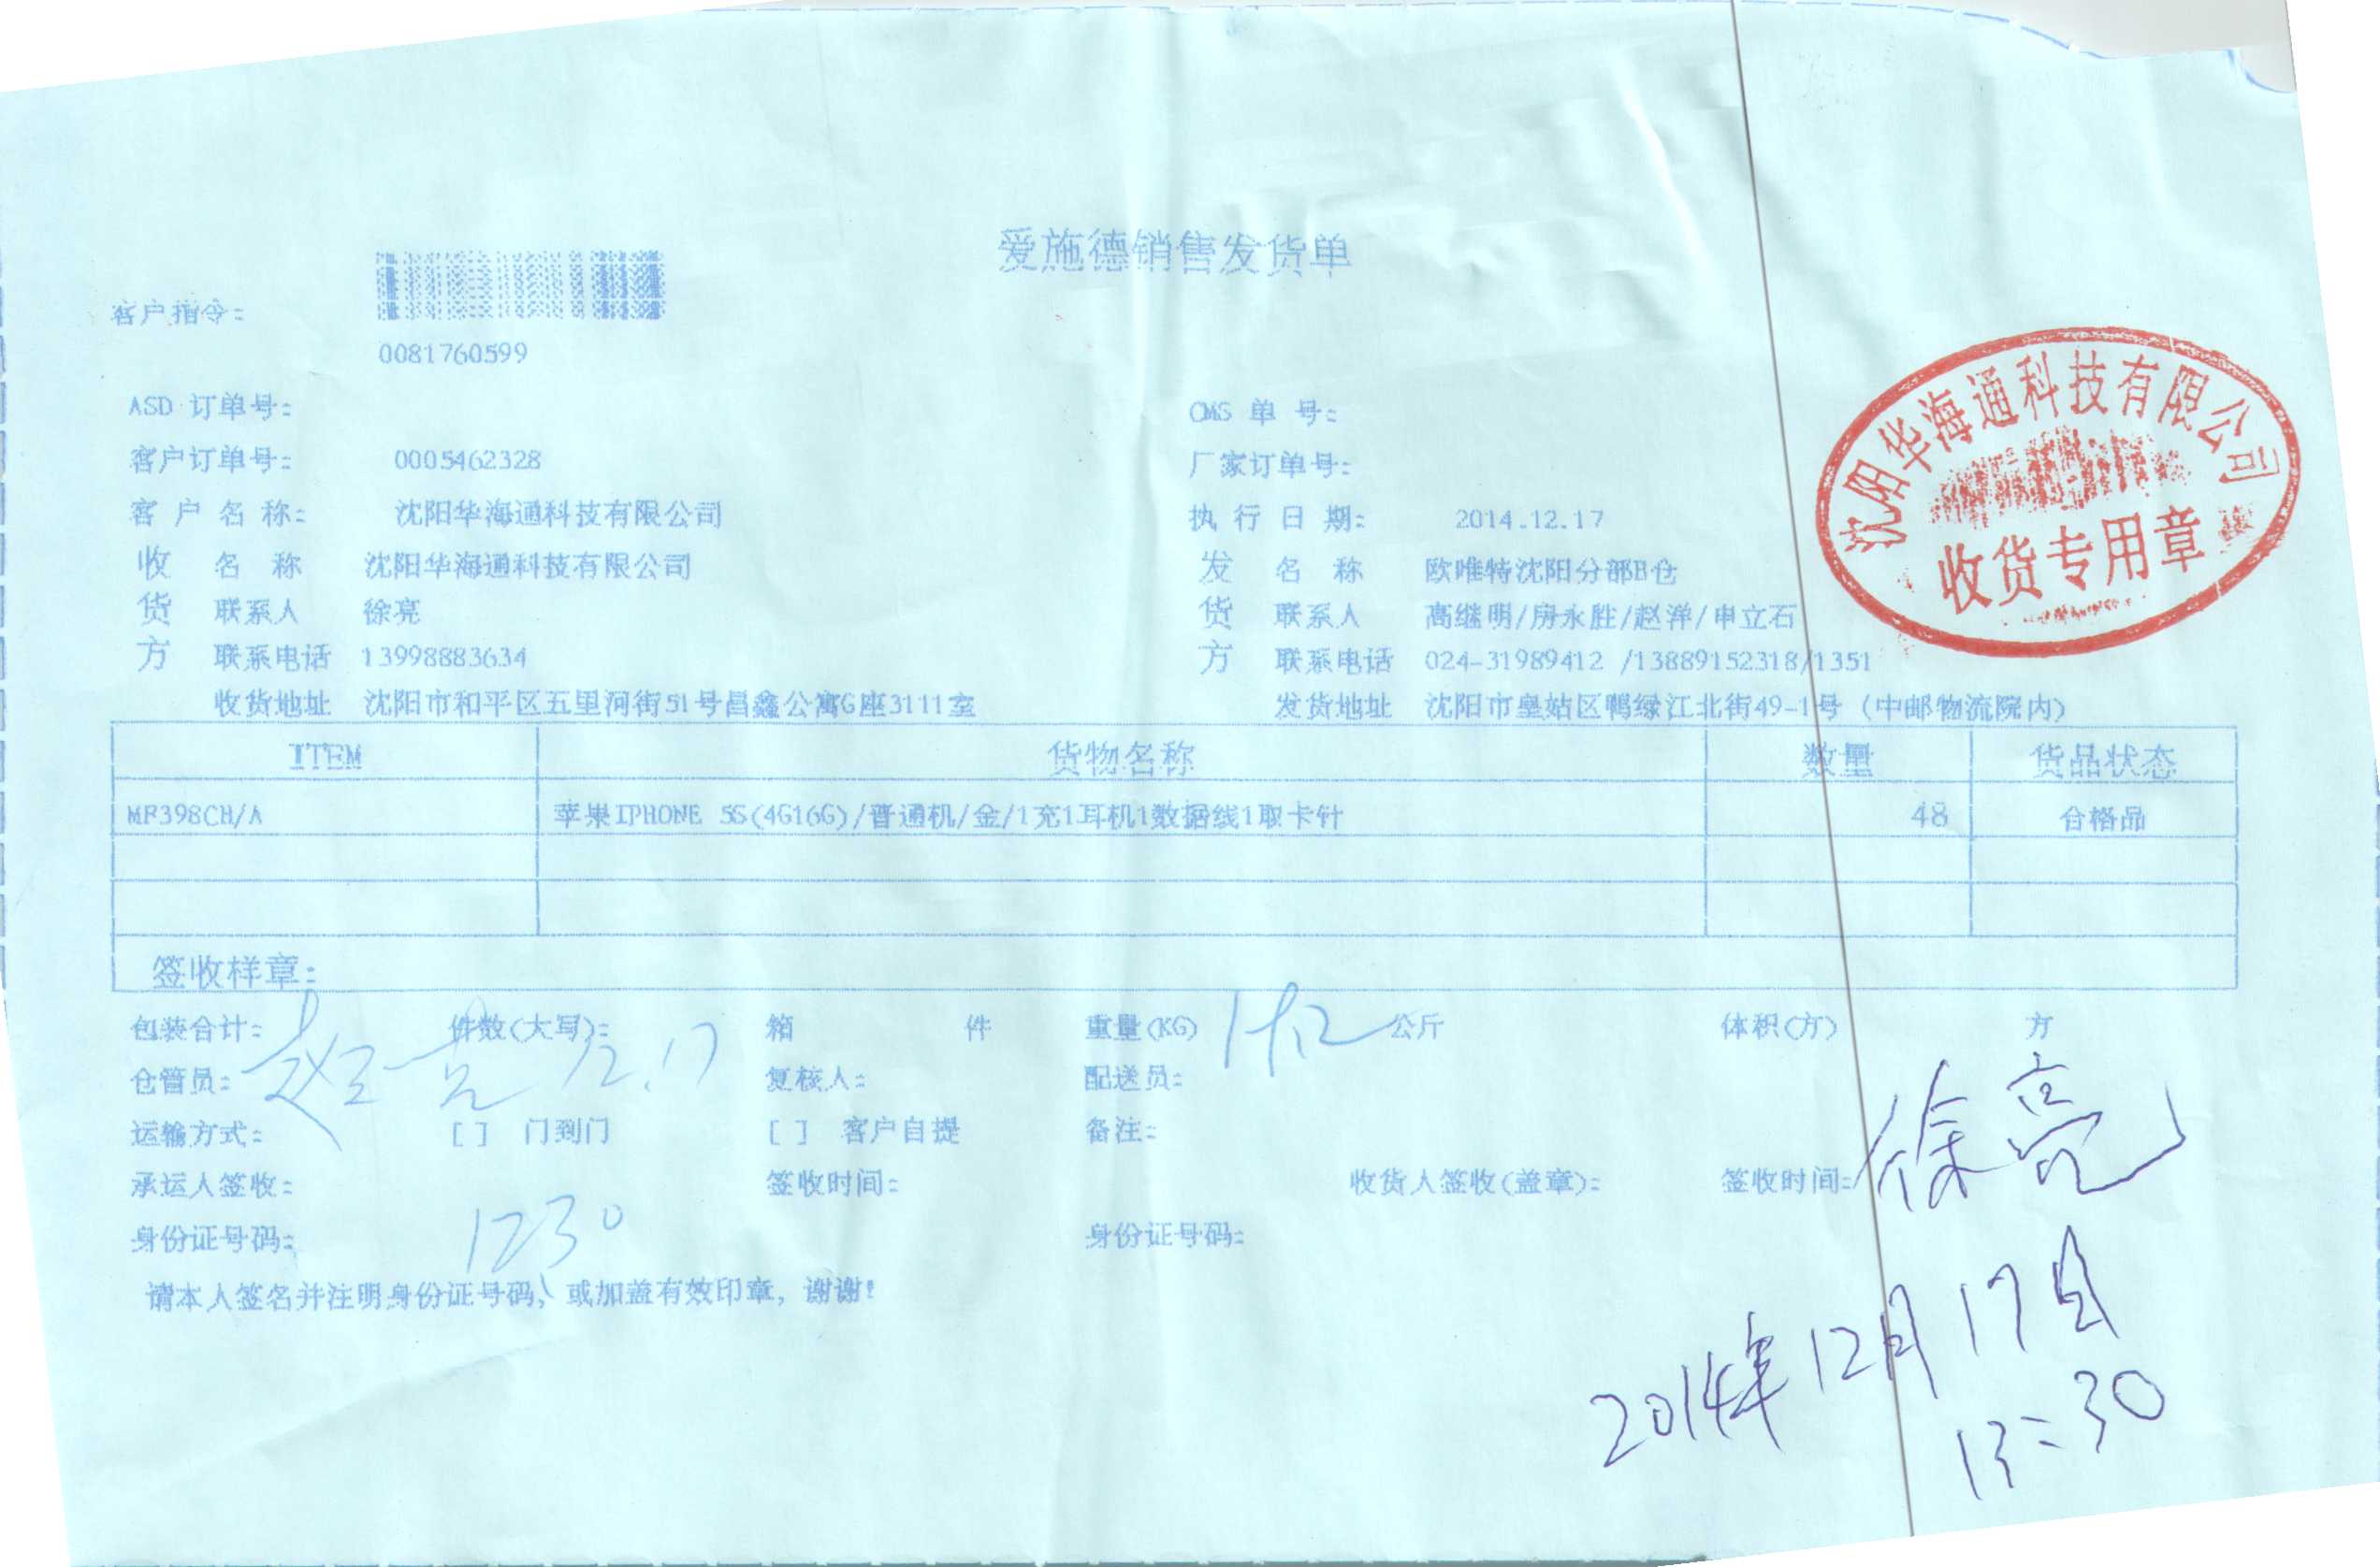 爱施德销售发货单
客户指令:
0081760599
ASD 订单号:
CMS 单 号:
客户订单号: 0005462328
厂家订单号:
客 户 名 称: 沈阳华海通科技有限公司
执 行 日 期: 2014.12.17
收货方
名 称 沈阳华海通科技有限公司
联系人 徐亮
联系电话 13998883634
收货地址 沈阳市和平区五里河街51号昌鑫公寓G座3111室
发货方
名 称 欧唯特沈阳分部B仓
联系人 高继明/房永胜/赵洋/申立石
联系电话 024-31989412 /13889152318/1351
发货地址 沈阳市皇姑区鸭绿江北街49-1号 (中邮物流院内)
沈阳华海通科技有限公司
收货专用章
ITEM 货物名称 数量 货品状态
MF398CH/A 苹果IPHONE 5S(4G16G)/普通机/金/1充1耳机1数据线1取卡针 48 合格品
签收样章:
包装合计: 件数(大写): 箱 件 重量(KG) 公斤 体积(方) 方
仓管员: 12.17 复核人: 配送员:
运输方式: [ ] 门到门 [ ] 客户自提 备注:
承运人签收: 签收时间: 收货人签收(盖章): 签收时间: 徐亮
身份证号码: 1230 身份证号码:
请本人签名并注明身份证号码、或加盖有效印章, 谢谢!
2014年12月17日
13:30